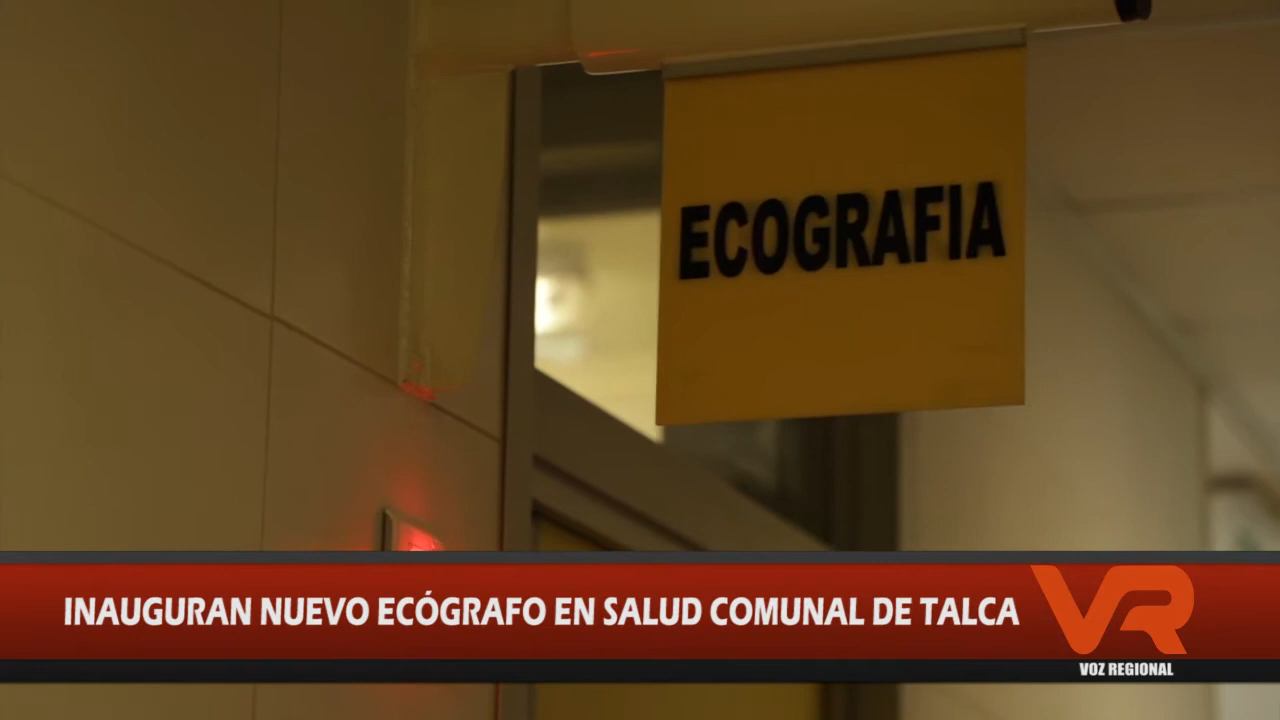 ECOGRAFIA
INAUGURAN NUEVO ECÓGRAFO EN SALUD COMUNAL DE TALCA
VR
VOZ REGIONAL